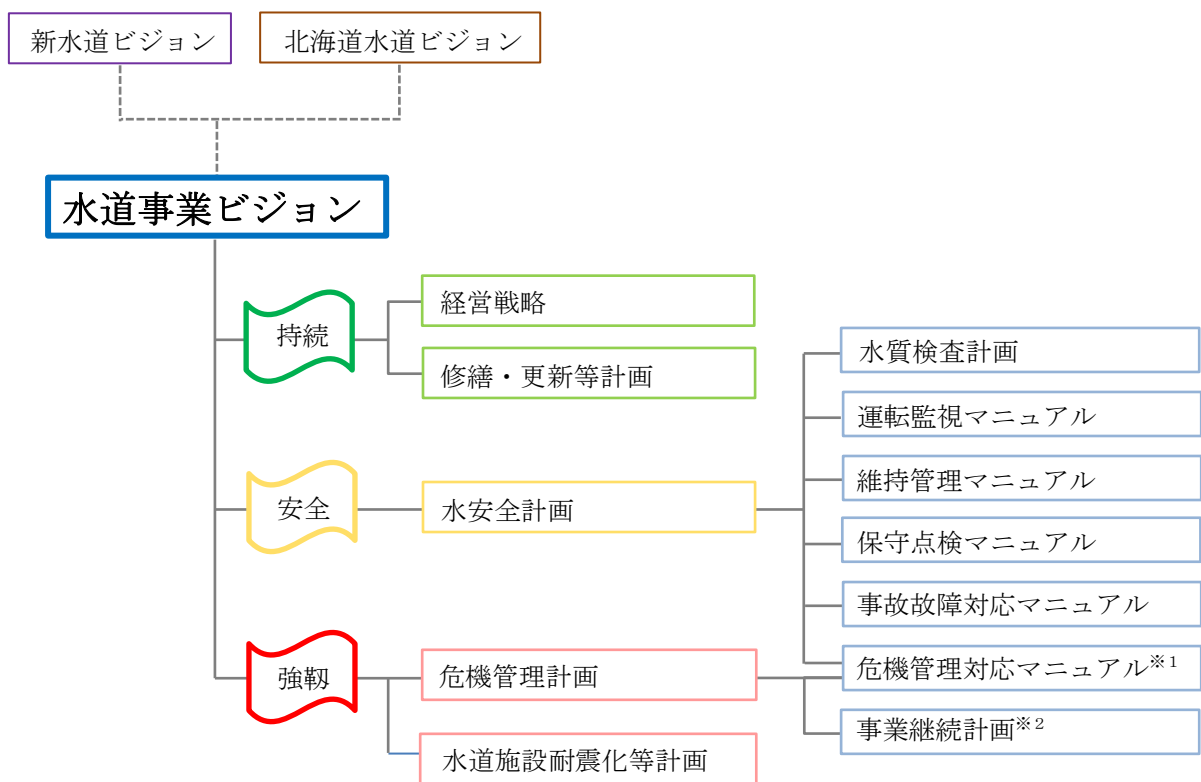 新水道ビジョン
北海道水道ビジョン
水道事業ビジョン
持続
経営戦略
修繕・更新等計画
安全
水安全計画
水質検査計画
運転監視マニュアル
維持管理マニュアル
保守点検マニュアル
事故故障対応マニュアル
強靱
危機管理計画
危機管理対応マニュアル※1
事業継続計画※2
水道施設耐震化等計画